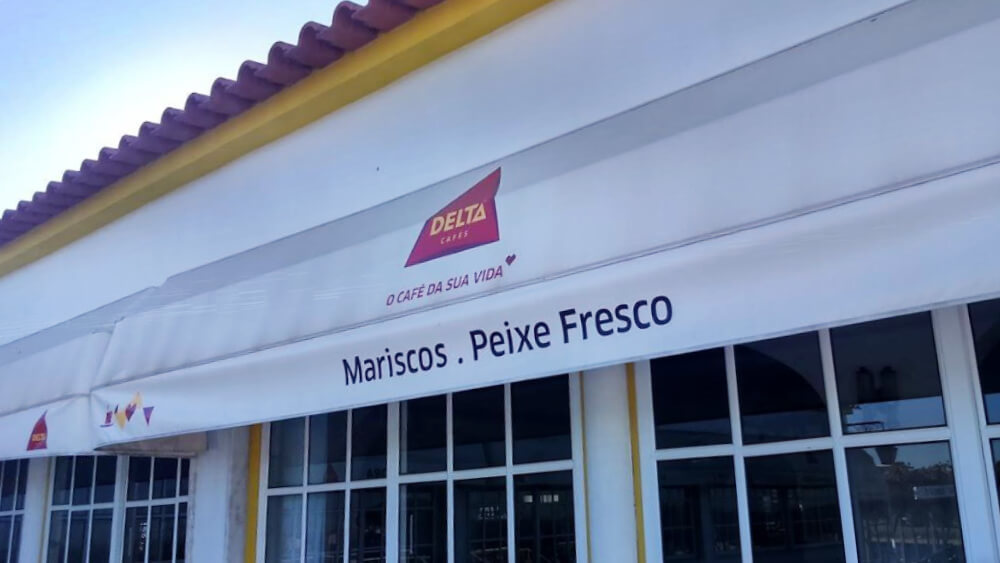 DELTA
CAFÉS
O CAFÉ DA SUA VIDA
Mariscos . Peixe Fresco